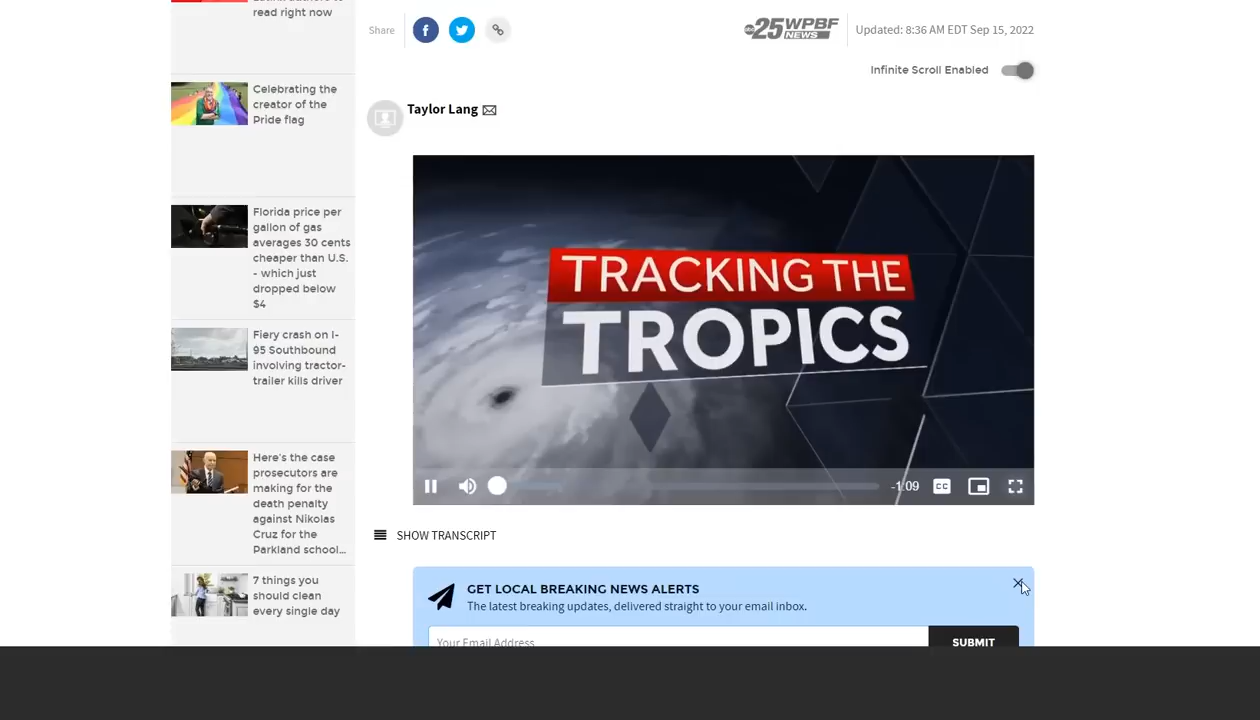 read right now
Celebrating the
creator of the
Pride flag
Florida price per
gallon of gas
averages 30 cents
cheaper than U.S.
- which just
dropped below
$4
Fiery crash on I-
95 Southbound
involving tractor-
trailer kills driver
Here's the case
prosecutors are
making for the
death penalty
against Nikolas
Cruz for the
Parkland school...
7 things you
should clean
every single day
Share
abc 25 WPBF NEWS
Updated: 8:36 AM EDT Sep 15, 2022
Infinite Scroll Enabled
Taylor Lang
TRACKING THE
TROPICS
-1:09
CC
SHOW TRANSCRIPT
GET LOCAL BREAKING NEWS ALERTS
The latest breaking updates, delivered straight to your email inbox.
Your Email Address
SUBMIT